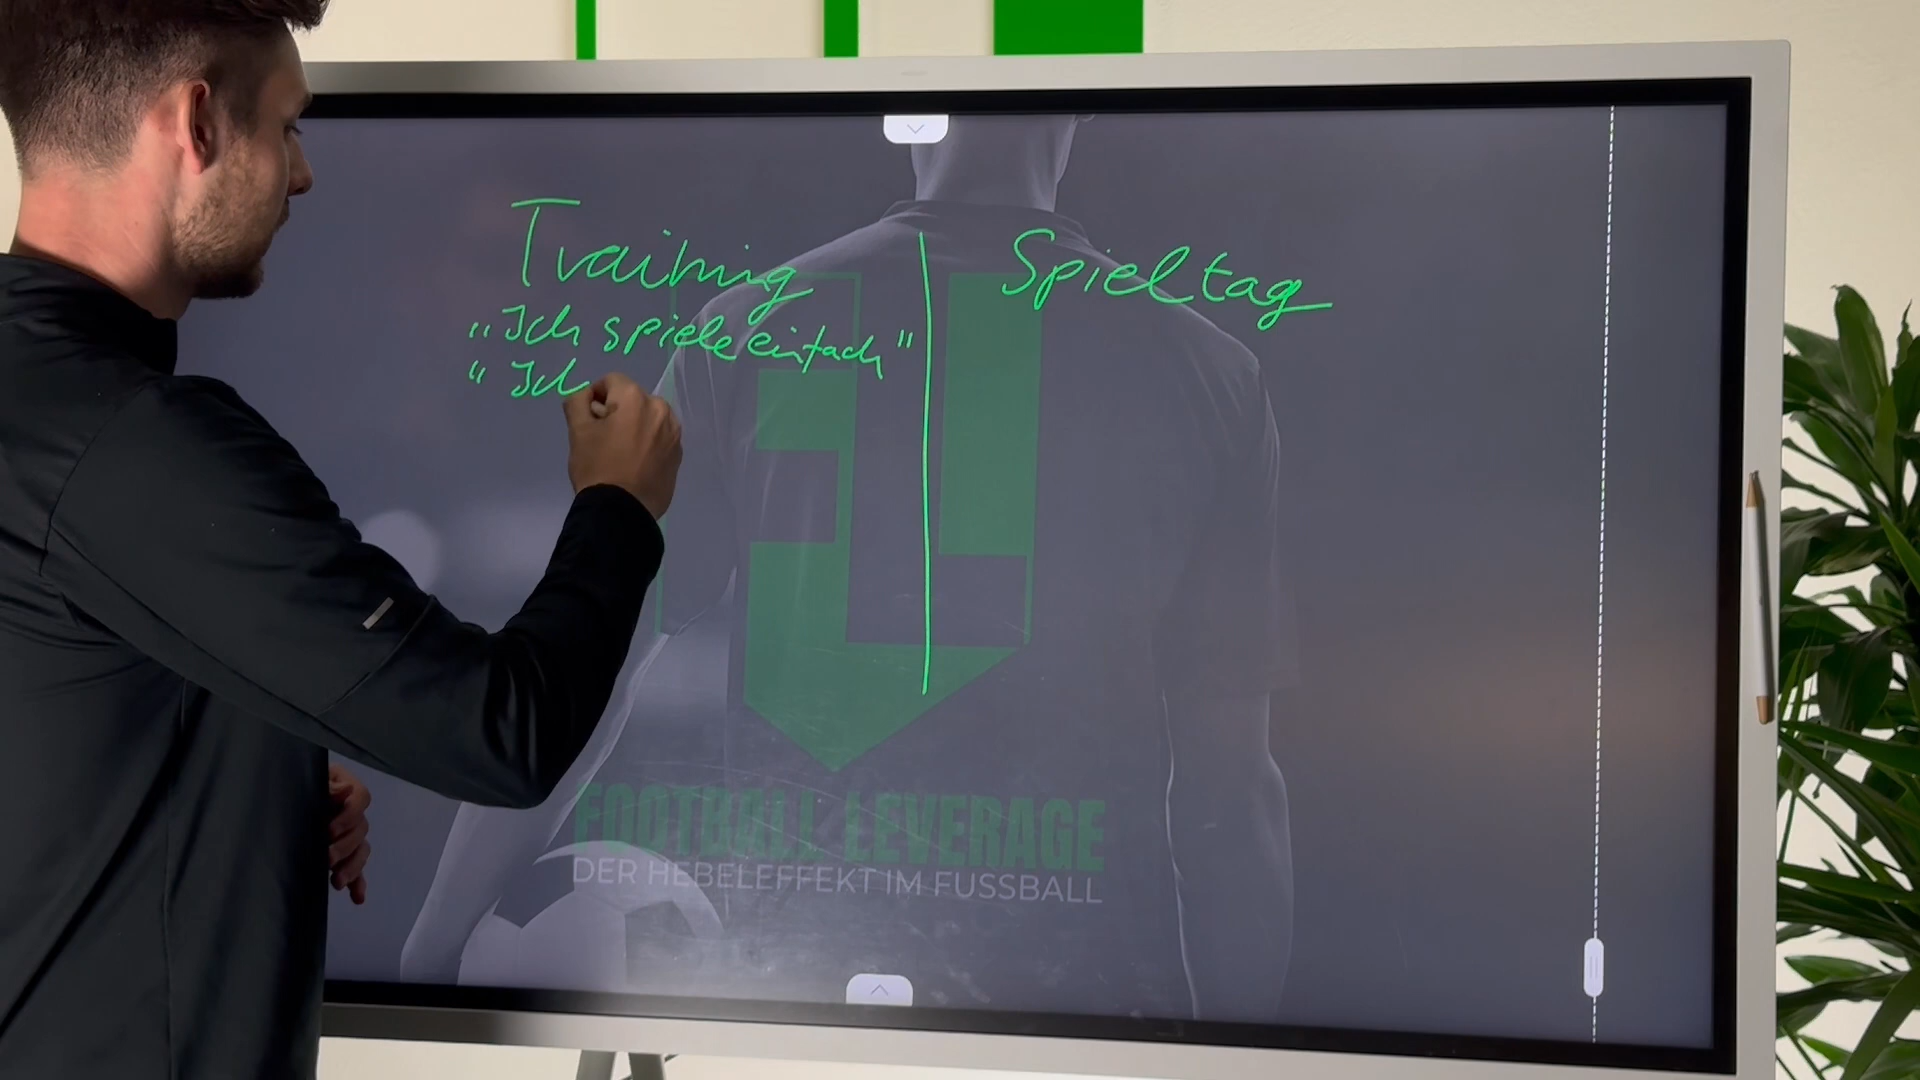 Training
Spieltag
„Ich spiele einfach"
“ Ich
FOOTBALL LEVERAGE
DER HEBELEFFEKT IM FUSSBALL